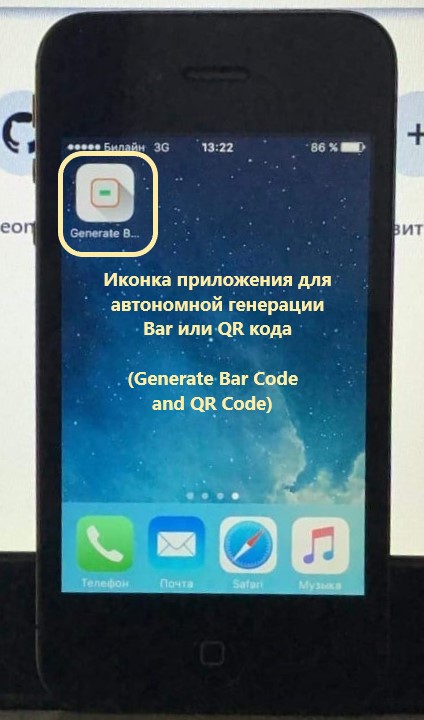 Билайн 3G 13:22 86 %
Generate B...
Иконка приложения для
автономной генерации
Bar или QR кода
(Generate Bar Code
and QR Code)
Телефон Почта Safari Музыка